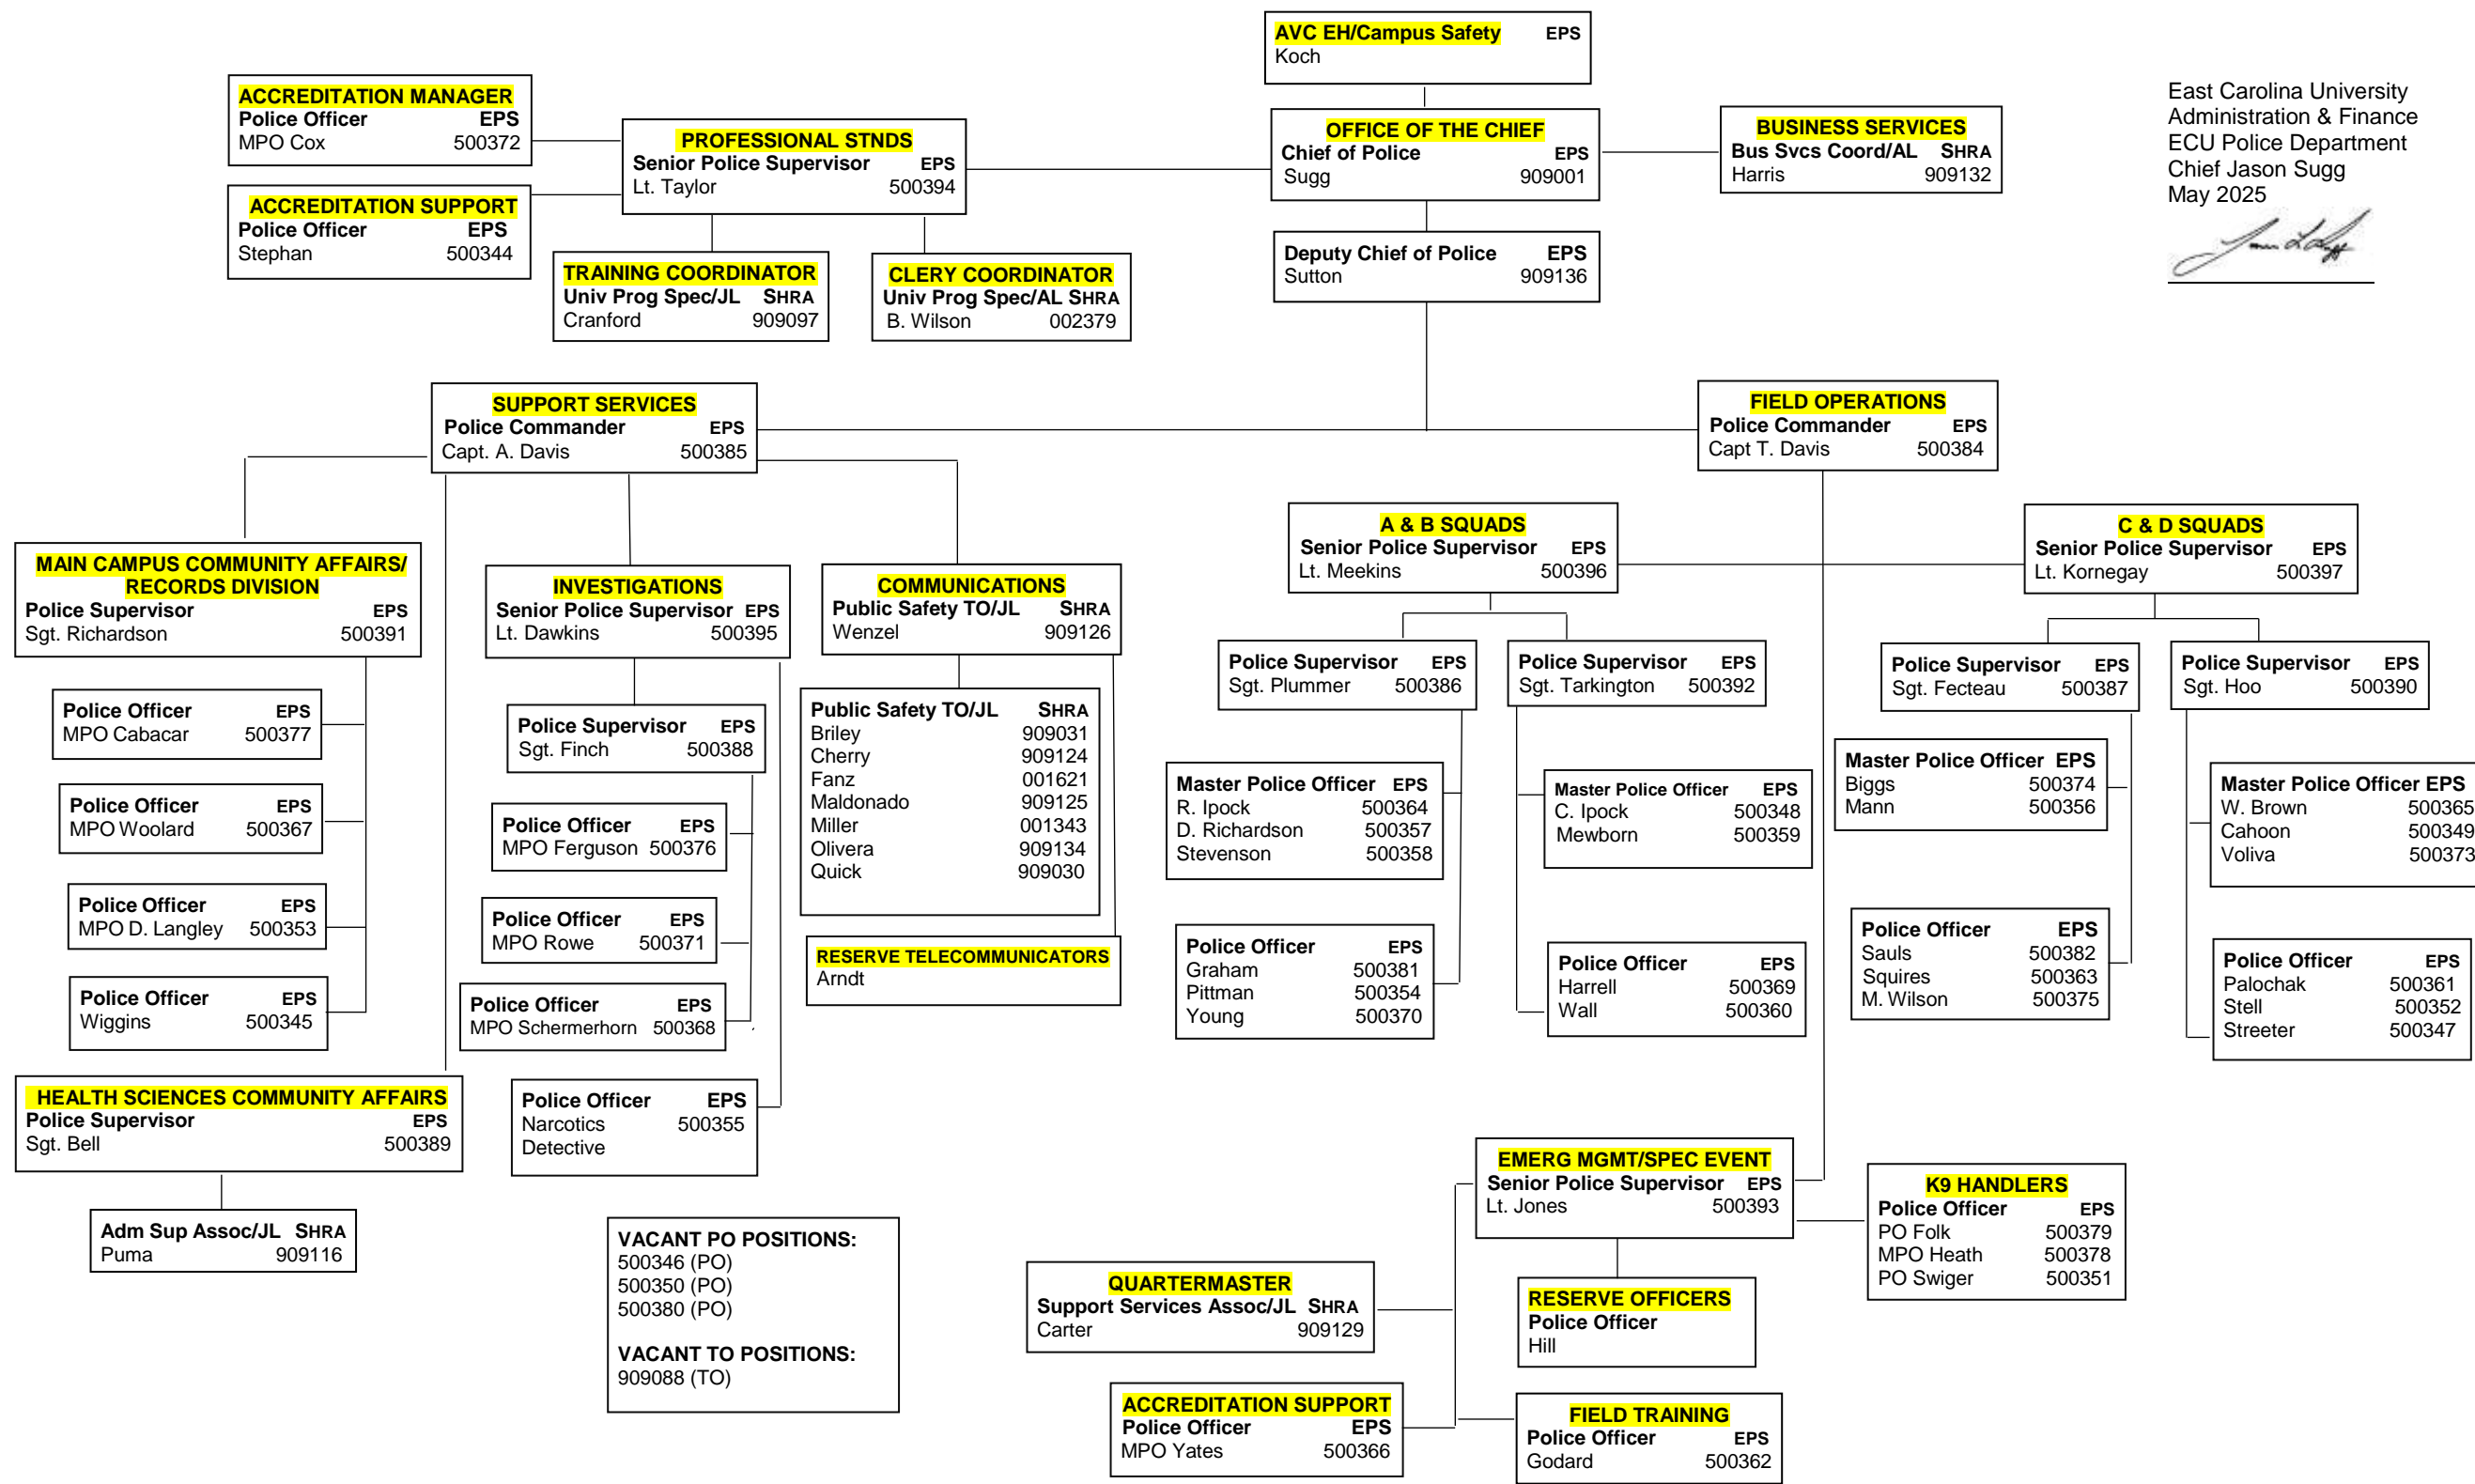 AVC EH/Campus Safety EPS
Koch
East Carolina University
Administration & Finance
ECU Police Department
Chief Jason Sugg
May 2025
ACCREDITATION MANAGER
Police Officer EPS
MPO Cox 500372
PROFESSIONAL STNDS
Senior Police Supervisor EPS
Lt. Taylor 500394
OFFICE OF THE CHIEF
Chief of Police EPS
Sugg 909001
BUSINESS SERVICES
Bus Svcs Coord/AL SHRA
Harris 909132
ACCREDITATION SUPPORT
Police Officer EPS
Stephan 500344
TRAINING COORDINATOR
Univ Prog Spec/JL SHRA
Cranford 909097
CLERY COORDINATOR
Univ Prog Spec/AL SHRA
B. Wilson 002379
Deputy Chief of Police EPS
Sutton 909136
SUPPORT SERVICES
Police Commander EPS
Capt. A. Davis 500385
FIELD OPERATIONS
Police Commander EPS
Capt T. Davis 500384
MAIN CAMPUS COMMUNITY AFFAIRS/
RECORDS DIVISION
Police Supervisor EPS
Sgt. Richardson 500391
INVESTIGATIONS
Senior Police Supervisor EPS
Lt. Dawkins 500395
COMMUNICATIONS
Public Safety TO/JL SHRA
Wenzel 909126
A & B SQUADS
Senior Police Supervisor EPS
Lt. Meekins 500396
C & D SQUADS
Senior Police Supervisor EPS
Lt. Kornegay 500397
Police Officer EPS
MPO Cabacar 500377
Police Officer EPS
MPO Woolard 500367
Police Officer EPS
MPO D. Langley 500353
Police Officer EPS
Wiggins 500345
Police Supervisor EPS
Sgt. Finch 500388
Police Officer EPS
MPO Ferguson 500376
Police Officer EPS
MPO Rowe 500371
Police Officer EPS
MPO Schermerhorn 500368
Police Officer EPS
Narcotics 500355
Detective
Public Safety TO/JL SHRA
Briley 909031
Cherry 909124
Fanz 001621
Maldonado 909125
Miller 001343
Olivera 909134
Quick 909030
RESERVE TELECOMMUNICATORS
Arndt
Police Supervisor EPS
Sgt. Plummer 500386
Police Supervisor EPS
Sgt. Tarkington 500392
Police Supervisor EPS
Sgt. Fecteau 500387
Police Supervisor EPS
Sgt. Hoo 500390
Master Police Officer EPS
R. Ipock 500364
D. Richardson 500357
Stevenson 500358
Master Police Officer EPS
C. Ipock 500348
Mewborn 500359
Master Police Officer EPS
Biggs 500374
Mann 500356
Master Police Officer EPS
W. Brown 500365
Cahoon 500349
Voliva 500373
Police Officer EPS
Graham 500381
Pittman 500354
Young 500370
Police Officer EPS
Harrell 500369
Wall 500360
Police Officer EPS
Sauls 500382
Squires 500363
M. Wilson 500375
Police Officer EPS
Palochak 500361
Stell 500352
Streeter 500347
HEALTH SCIENCES COMMUNITY AFFAIRS
Police Supervisor EPS
Sgt. Bell 500389
Adm Sup Assoc/JL SHRA
Puma 909116
VACANT PO POSITIONS:
500346 (PO)
500350 (PO)
500380 (PO)
VACANT TO POSITIONS:
909088 (TO)
EMERG MGMT/SPEC EVENT
Senior Police Supervisor EPS
Lt. Jones 500393
K9 HANDLERS
Police Officer EPS
PO Folk 500379
MPO Heath 500378
PO Swiger 500351
QUARTERMASTER
Support Services Assoc/JL SHRA
Carter 909129
RESERVE OFFICERS
Police Officer
Hill
ACCREDITATION SUPPORT
Police Officer EPS
MPO Yates 500366
FIELD TRAINING
Police Officer EPS
Godard 500362